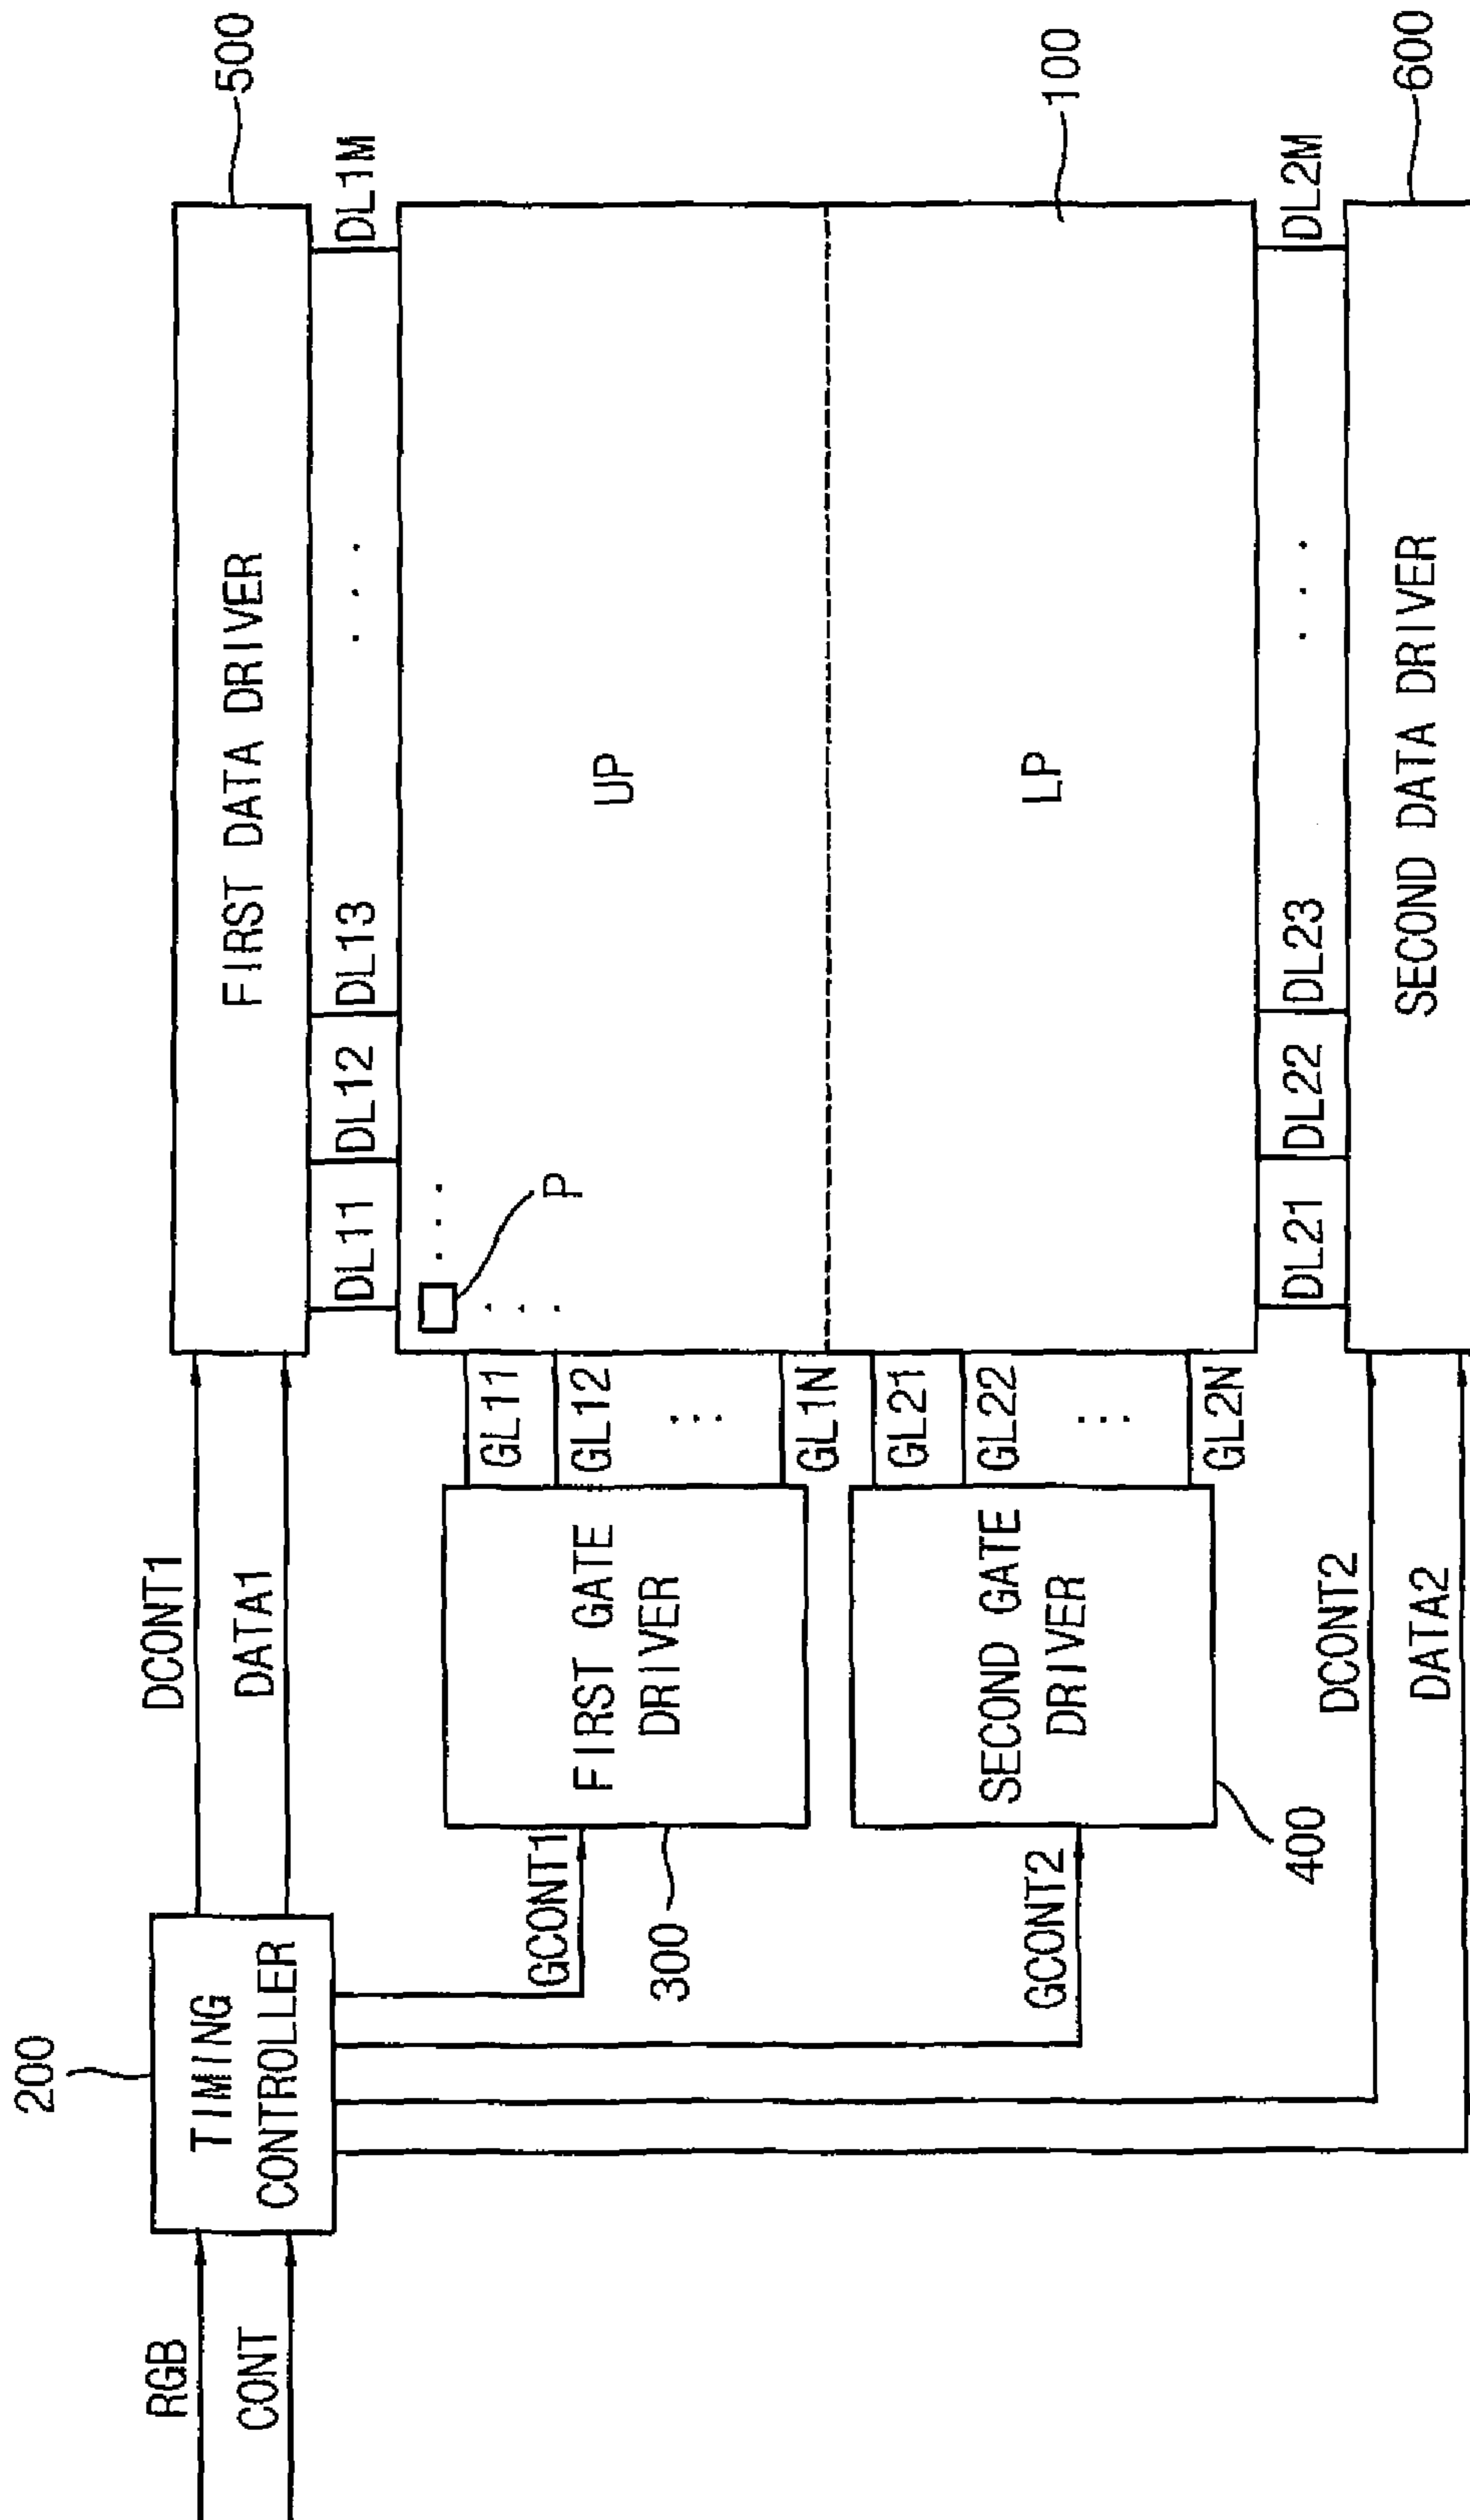 200
RGB
CONT
TIMING
CONTROLLER
DCONT1
DATA1
FIRST DATA DRIVER
500
DL11
DL12
DL13
. . .
DL1M
P
GCONT1
300
FIRST GATE
DRIVER
GL11
GL12
GL1N
UP
GCONT2
400
SECOND GATE
DRIVER
GL21
GL22
GL2N
LP
100
DL21
DL22
DL23
. . .
DL2M
DCONT2
DATA2
SECOND DATA DRIVER
600